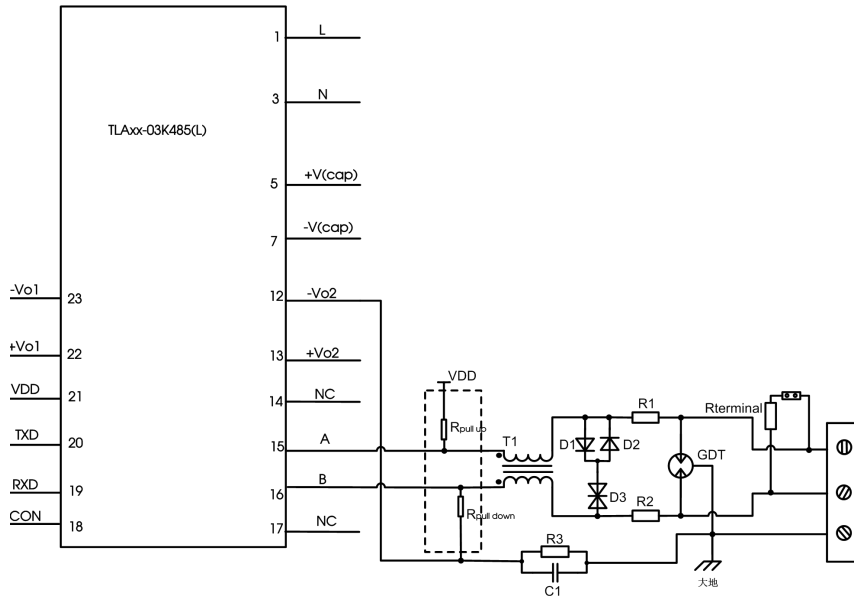 1 L
3 N
TLAxx-03K485(L)
5 +V(cap)
7 -V(cap)
-Vo1 23
12 -Vo2
+Vo1 22
13 +Vo2
VDD 21
14 NC
VDD
TXD 20
15 A
Rpull up
T1
D1
D2
R1
Rterminal
GDT
RXD 19
16 B
D3
R2
Rpull down
CON 18
17 NC
R3
C1
大地